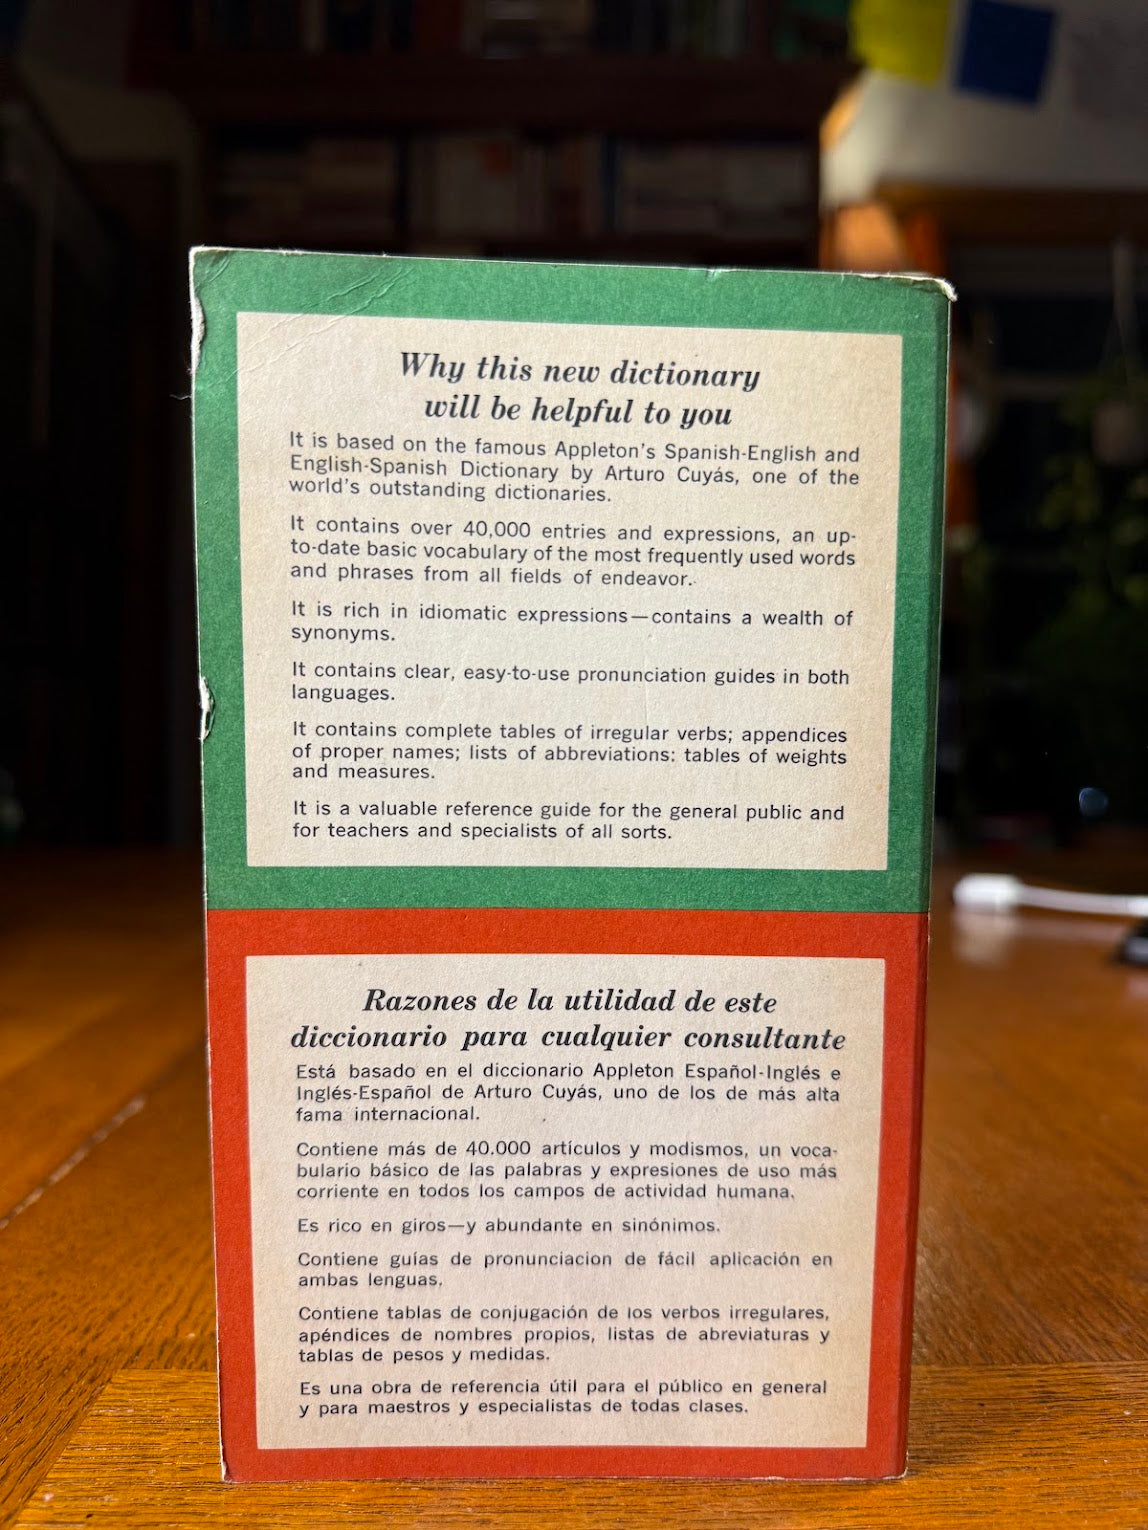 Why this new dictionary
will be helpful to you
It is based on the famous Appleton's Spanish-English and
English-Spanish Dictionary by Arturo Cuyás, one of the
world's outstanding dictionaries.
It contains over 40,000 entries and expressions, an up-
to-date basic vocabulary of the most frequently used words
and phrases from all fields of endeavor.
It is rich in idiomatic expressions—contains a wealth of
synonyms.
It contains clear, easy-to-use pronunciation guides in both
languages.
It contains complete tables of irregular verbs; appendices
of proper names; lists of abbreviations; tables of weights
and measures.
It is a valuable reference guide for the general public and
for teachers and specialists of all sorts.
Razones de la utilidad de este
diccionario para cualquier consultante
Está basado en el diccionario Appleton Español-Inglés e
Inglés-Español de Arturo Cuyás, uno de los de más alta
fama internacional.
Contiene más de 40.000 artículos y modismos, un voca-
bulario básico de las palabras y expresiones de uso más
corriente en todos los campos de actividad humana.
Es rico en giros—y abundante en sinónimos.
Contiene guías de pronunciacion de fácil aplicación en
ambas lenguas.
Contiene tablas de conjugación de los verbos irregulares,
apéndices de nombres propios, listas de abreviaturas y
tablas de pesos y medidas.
Es una obra de referencia útil para el público en general
y para maestros y especialistas de todas clases.